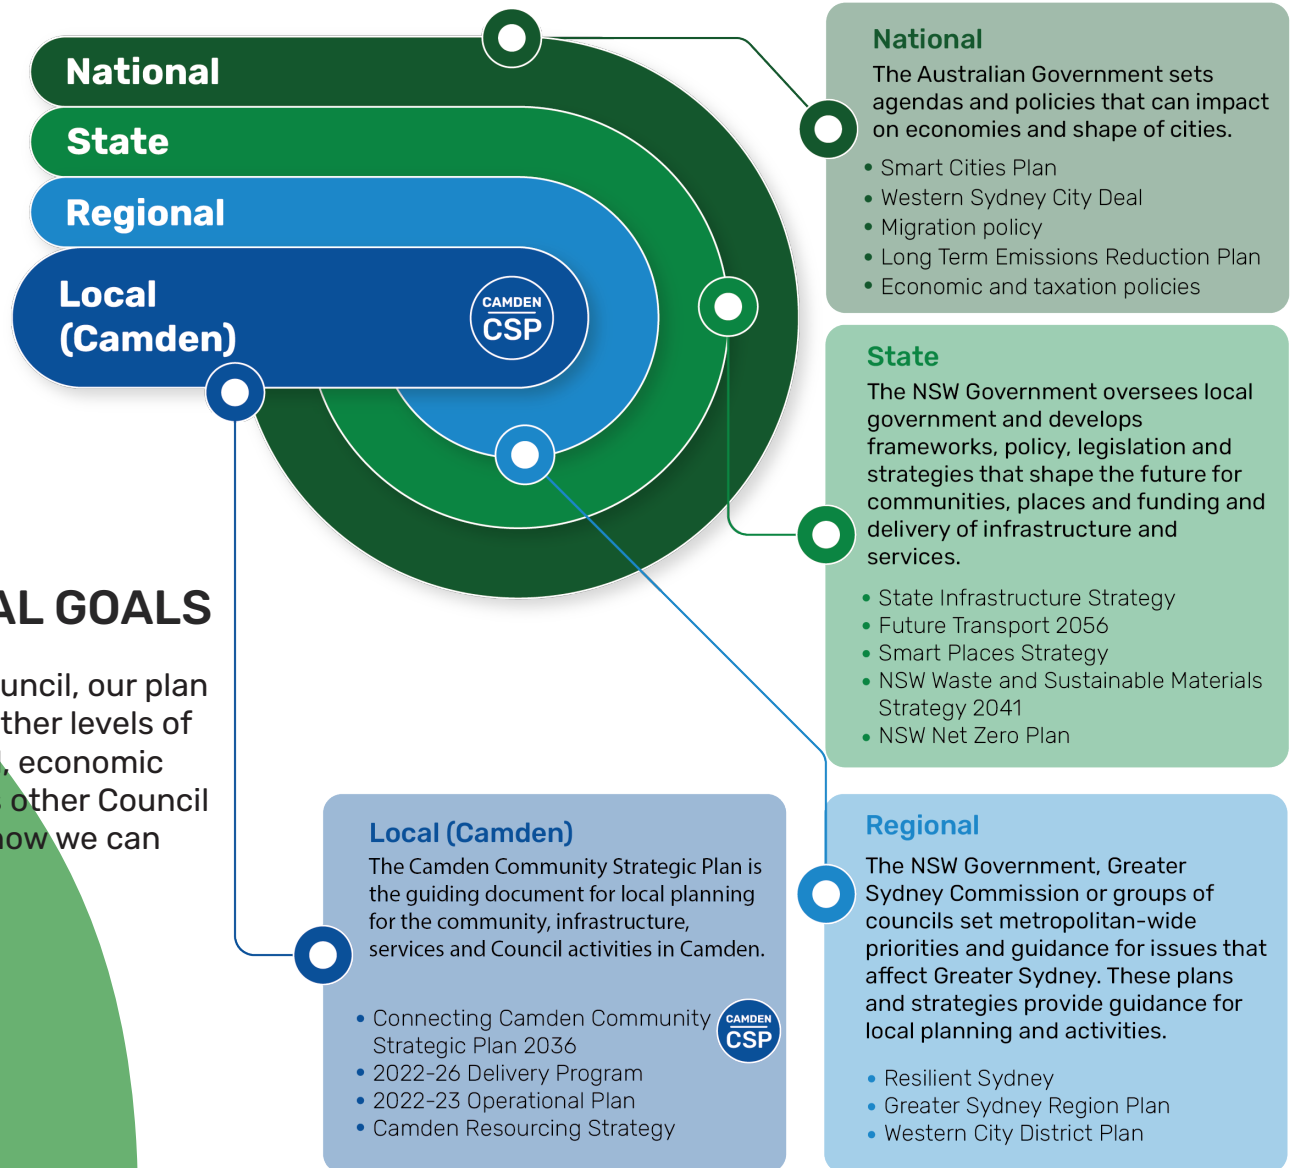 National
State
Regional
Local
(Camden)
CAMDEN
CSP
National
The Australian Government sets
agendas and policies that can impact
on economies and shape of cities.
• Smart Cities Plan
• Western Sydney City Deal
• Migration policy
• Long Term Emissions Reduction Plan
• Economic and taxation policies
State
The NSW Government oversees local
government and develops
frameworks, policy, legislation and
strategies that shape the future for
communities, places and funding and
delivery of infrastructure and
services.
• State Infrastructure Strategy
• Future Transport 2056
• Smart Places Strategy
• NSW Waste and Sustainable Materials
Strategy 2041
• NSW Net Zero Plan
AL GOALS
uncil, our plan
ther levels of
, economic
other Council
now we can
Local (Camden)
The Camden Community Strategic Plan is
the guiding document for local planning
for the community, infrastructure,
services and Council activities in Camden.
• Connecting Camden Community
Strategic Plan 2036
• 2022-26 Delivery Program
• 2022-23 Operational Plan
• Camden Resourcing Strategy
CAMDEN
CSP
Regional
The NSW Government, Greater
Sydney Commission or groups of
councils set metropolitan-wide
priorities and guidance for issues that
affect Greater Sydney. These plans
and strategies provide guidance for
local planning and activities.
• Resilient Sydney
• Greater Sydney Region Plan
• Western City District Plan